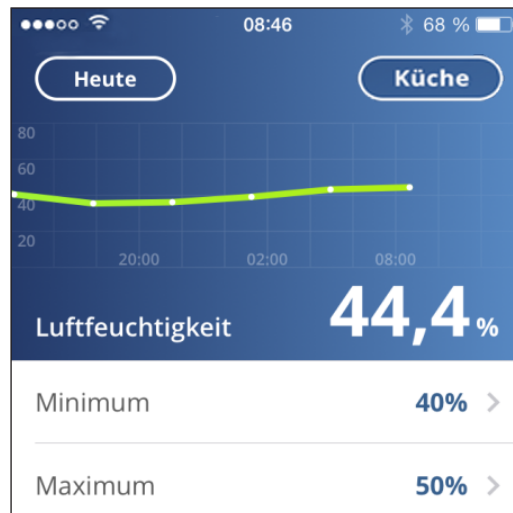 08:46 68 %
Heute Küche
80
60
40
20
20:00 02:00 08:00
Luftfeuchtigkeit 44,4 %
Minimum 40%
Maximum 50%